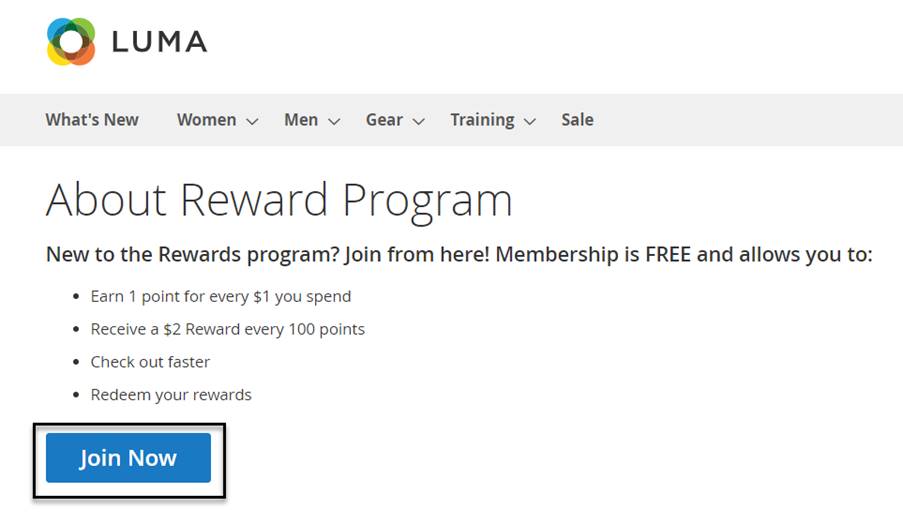 LUMA
What's New Women Men Gear Training Sale
About Reward Program
New to the Rewards program? Join from here! Membership is FREE and allows you to:
• Earn 1 point for every $1 you spend
• Receive a $2 Reward every 100 points
• Check out faster
• Redeem your rewards
Join Now